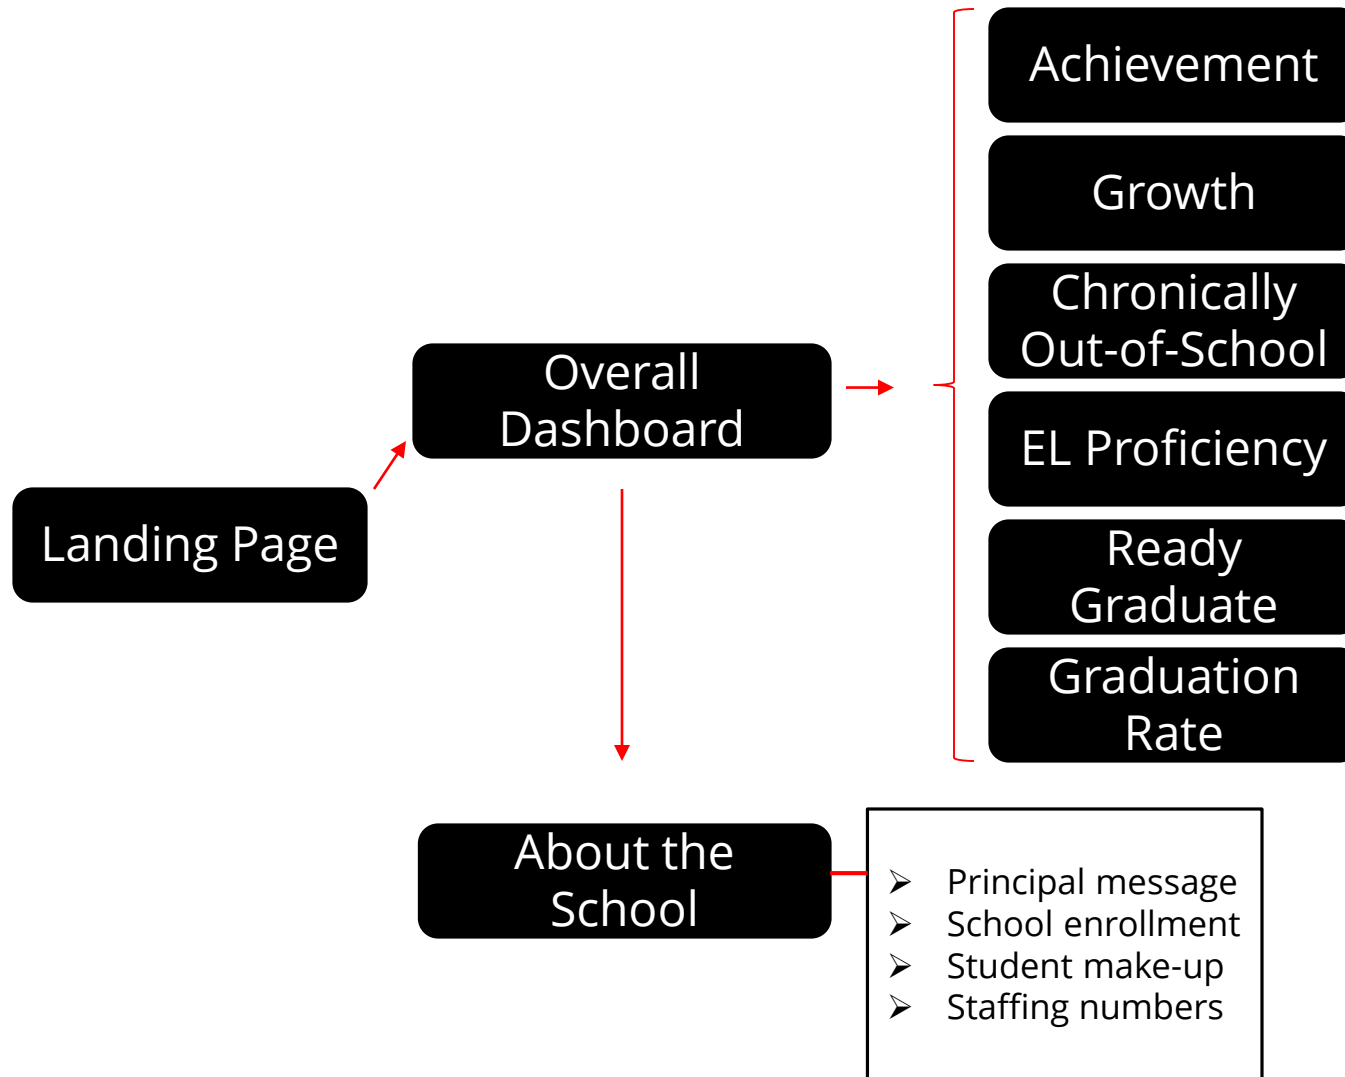 Achievement
Growth
Chronically
Out-of-School
Overall
Dashboard
EL Proficiency
Landing Page
Ready
Graduate
Graduation
Rate
About the
School
➢ Principal message
➢ School enrollment
➢ Student make-up
➢ Staffing numbers